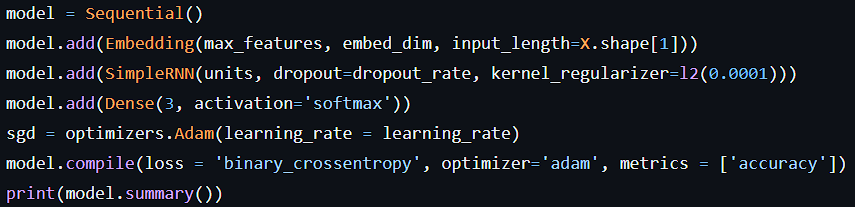 model = Sequential()
model.add(Embedding(max_features, embed_dim, input_length=X.shape[1]))
model.add(SimpleRNN(units, dropout=dropout_rate, kernel_regularizer=l2(0.0001)))
model.add(Dense(3, activation='softmax'))
sgd = optimizers.Adam(learning_rate = learning_rate)
model.compile(loss = 'binary_crossentropy', optimizer='adam', metrics = ['accuracy'])
print(model.summary())